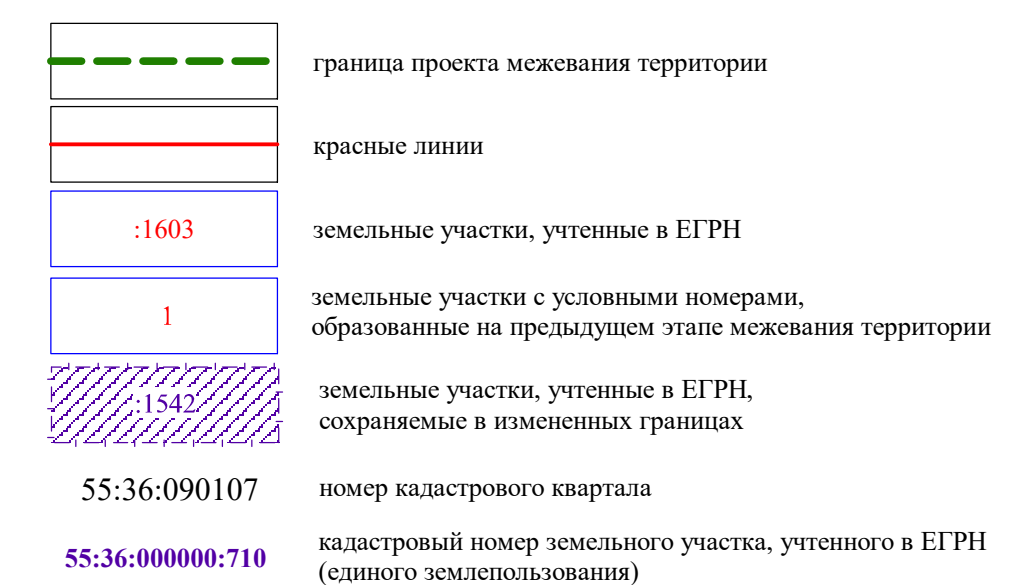 граница проекта межевания территории
красные линии
:1603 земельные участки, учтенные в ЕГРН
земельные участки с условными номерами,
1
образованные на предыдущем этапе межевания территории
земельные участки, учтенные в ЕГРН,
:1542
сохраняемые в измененных границах
55:36:090107 номер кадастрового квартала
кадастровый номер земельного участка, учтенного в ЕГРН
55:36:000000:710
(единого землепользования)